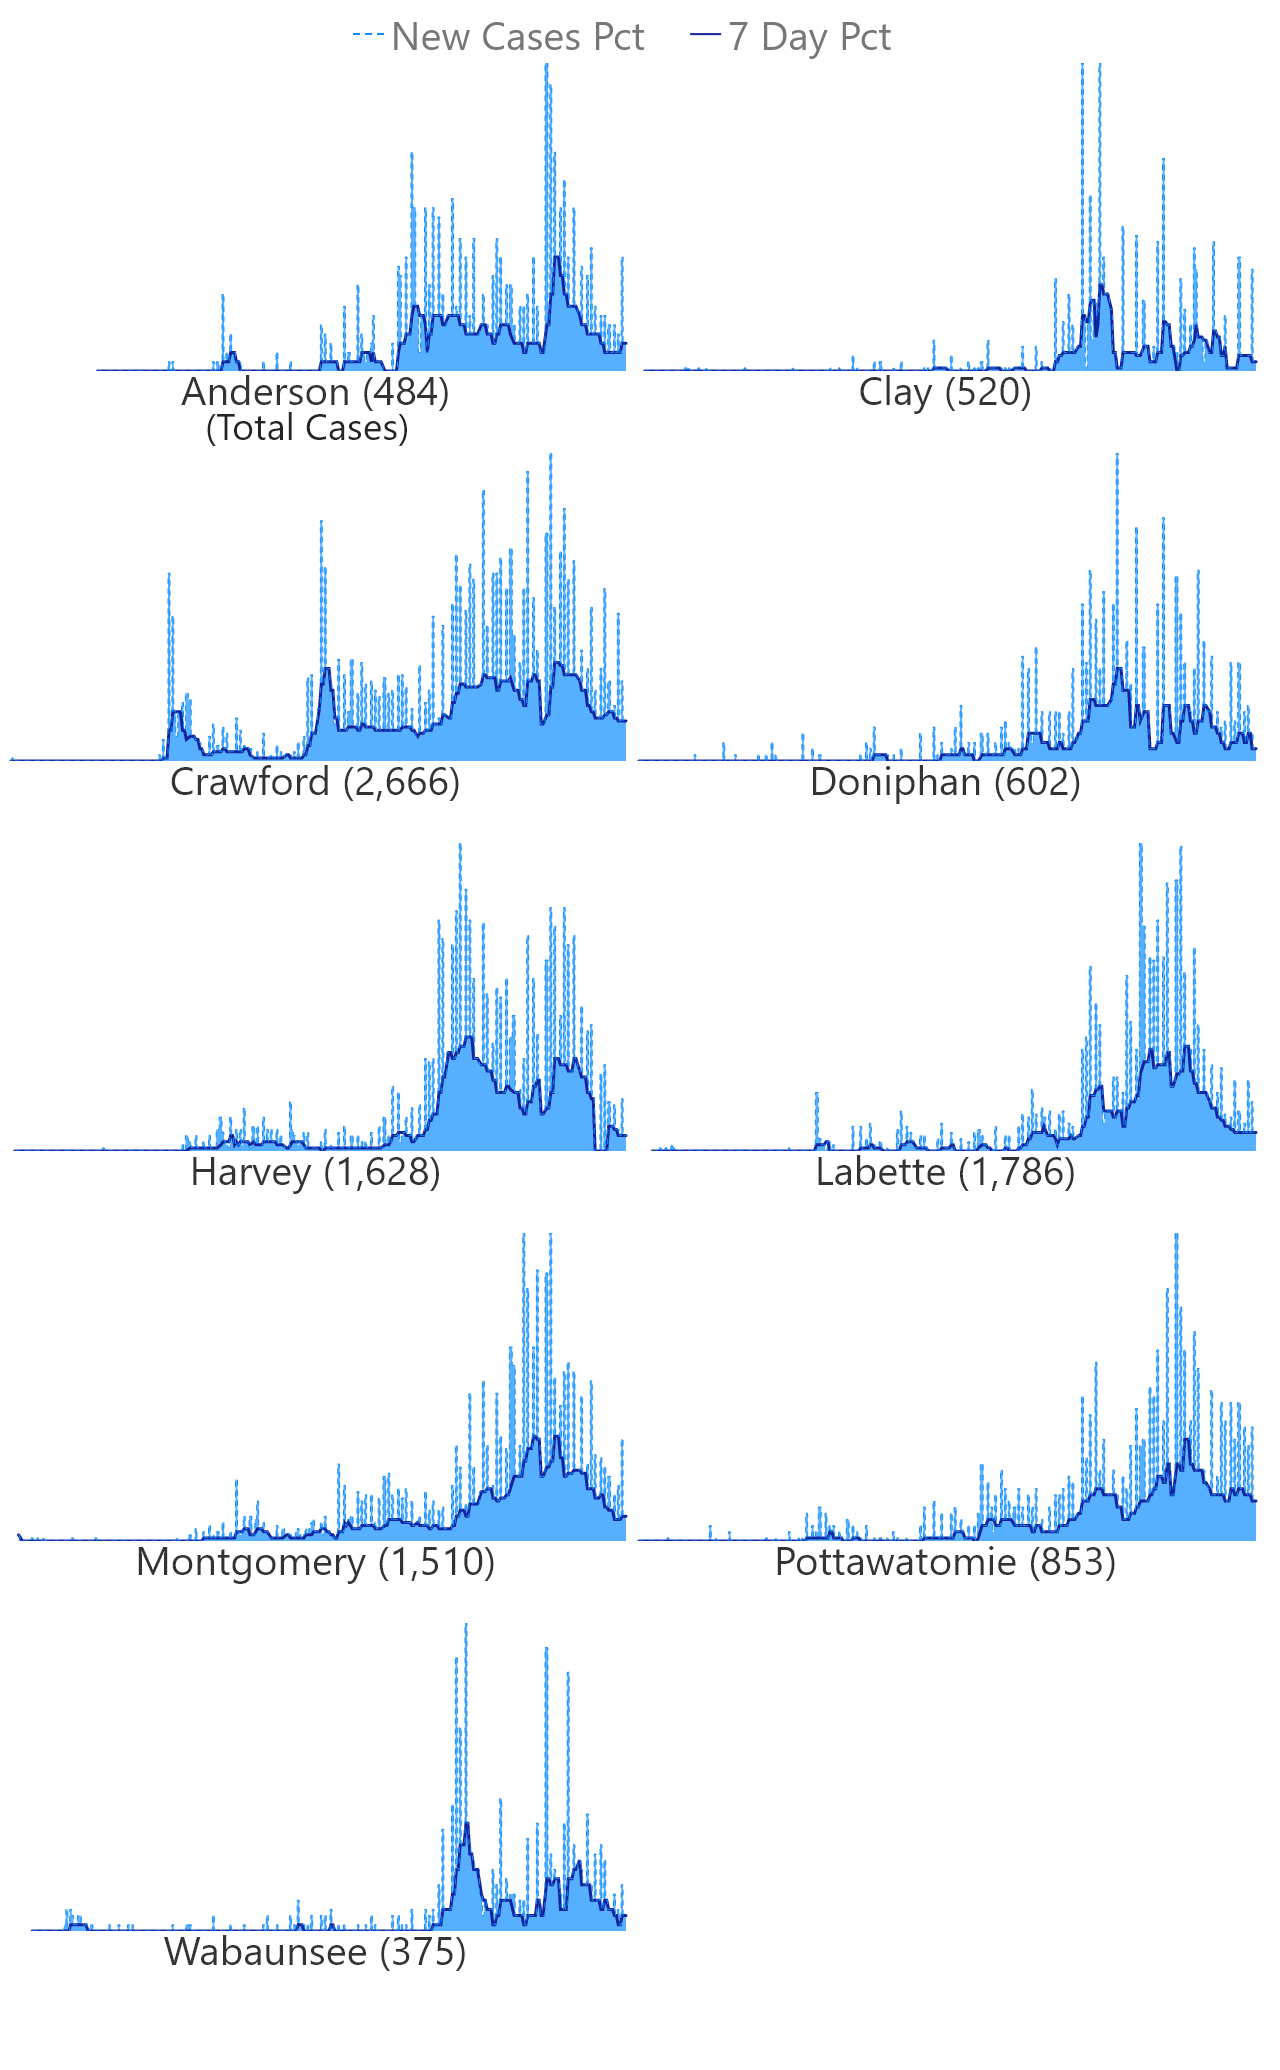 New Cases Pct 7 Day Pct
Anderson (484) Clay (520)
(Total Cases)
Crawford (2,666) Doniphan (602)
Harvey (1,628) Labette (1,786)
Montgomery (1,510) Pottawatomie (853)
Wabaunsee (375)